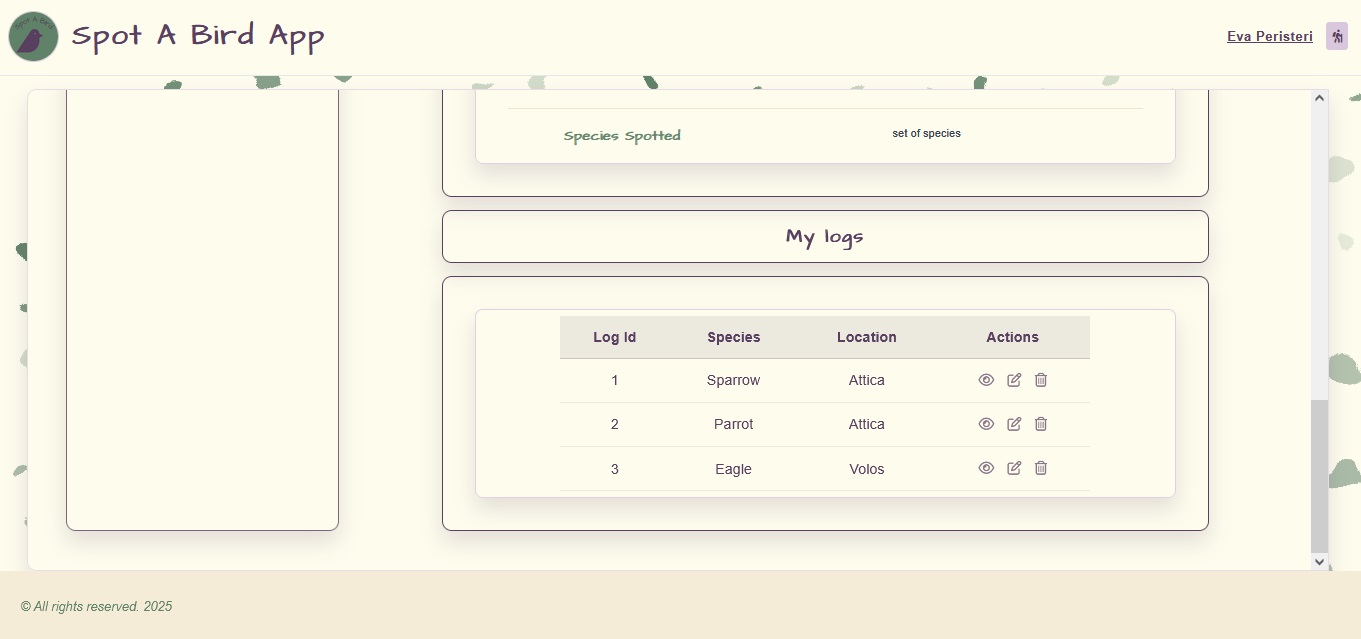 Spot A Bird
Spot A Bird App
Eva Peristeri
Species Spotted set of species
My logs
Log Id Species Location Actions
1 Sparrow Attica
2 Parrot Attica
3 Eagle Volos
© All rights reserved. 2025